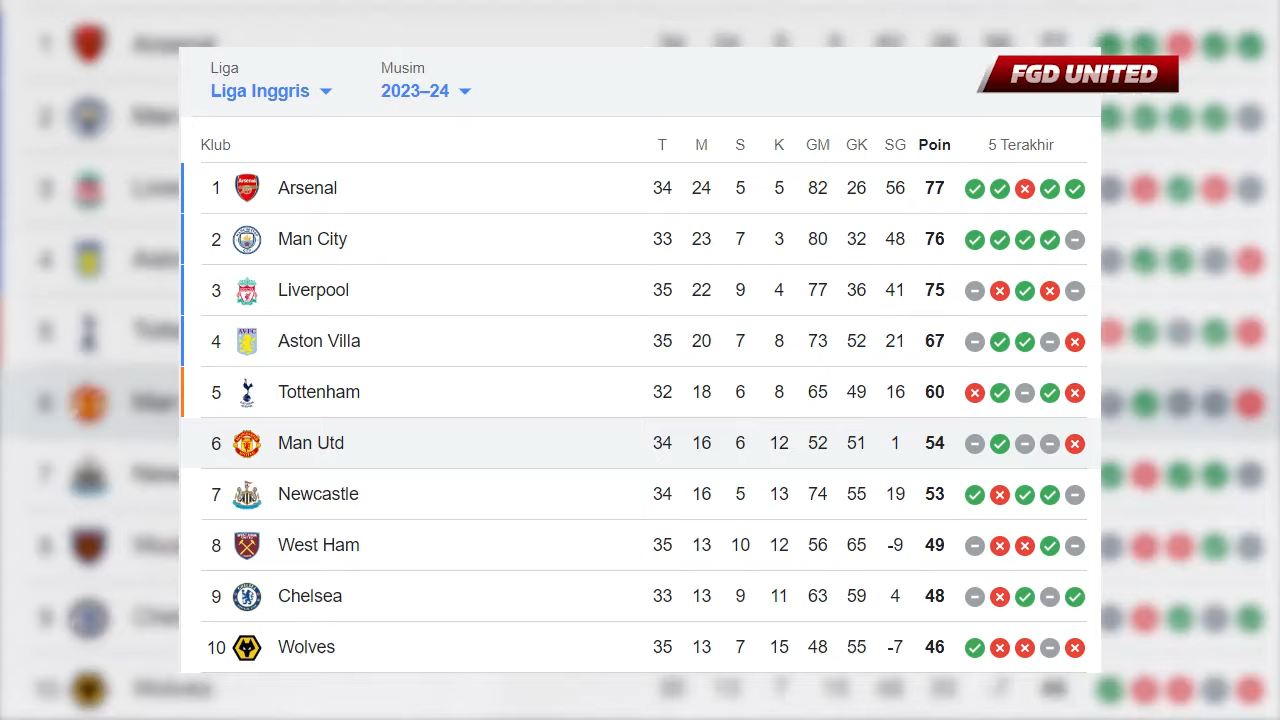 Liga Musim
Liga Inggris 2023–24
FGD UNITED
Klub T M S K GM GK SG Poin 5 Terakhir
1 Arsenal 34 24 5 5 82 26 56 77
2 Man City 33 23 7 3 80 32 48 76
3 Liverpool 35 22 9 4 77 36 41 75
4 Aston Villa 35 20 7 8 73 52 21 67
5 Tottenham 32 18 6 8 65 49 16 60
6 Man Utd 34 16 6 12 52 51 1 54
7 Newcastle 34 16 5 13 74 55 19 53
8 West Ham 35 13 10 12 56 65 -9 49
9 Chelsea 33 13 9 11 63 59 4 48
10 Wolves 35 13 7 15 48 55 -7 46